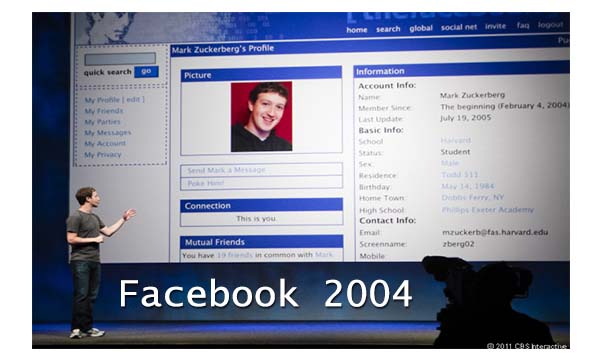 [ thefaceb
home search global social net invite faq logout
Mark Zuckerberg's Profile
quick search go
My Profile [ edit ]
My Friends
My Parties
My Messages
My Account
My Privacy
Picture
Send Mark a Message
Poke Him!
Connection
This is you.
Mutual Friends
You have 19 friends in common with Mark
Information
Account Info:
Name: Mark Zuckerberg
Member Since: The beginning (February 4, 2004)
Last Update: July 19, 2005
Basic Info:
School Harvard
Status: Student
Sex: Male
Residence: Todd 111
Birthday: May 14, 1984
Home Town: Dobbs Ferry, NY
High School: Phillips Exeter Academy
Contact Info:
Email: mzuckerb@fas.harvard.edu
Screenname: zberg02
Mobile:
Facebook 2004
© 2011 CBS Interactive